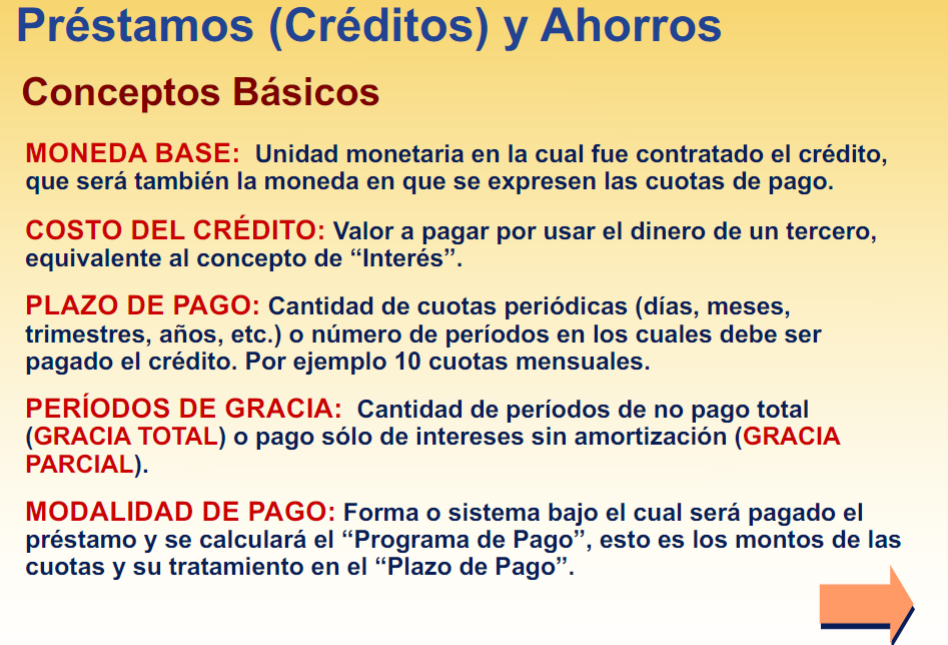 Préstamos (Créditos) y Ahorros
Conceptos Básicos
MONEDA BASE: Unidad monetaria en la cual fue contratado el crédito,
que será también la moneda en que se expresen las cuotas de pago.
COSTO DEL CRÉDITO: Valor a pagar por usar el dinero de un tercero,
equivalente al concepto de “Interés”.
PLAZO DE PAGO: Cantidad de cuotas periódicas (días, meses,
trimestres, años, etc.) o número de períodos en los cuales debe ser
pagado el crédito. Por ejemplo 10 cuotas mensuales.
PERÍODOS DE GRACIA: Cantidad de períodos de no pago total
(GRACIA TOTAL) o pago sólo de intereses sin amortización (GRACIA
PARCIAL).
MODALIDAD DE PAGO: Forma o sistema bajo el cual será pagado el
préstamo y se calculará el “Programa de Pago”, esto es los montos de las
cuotas y su tratamiento en el “Plazo de Pago”.